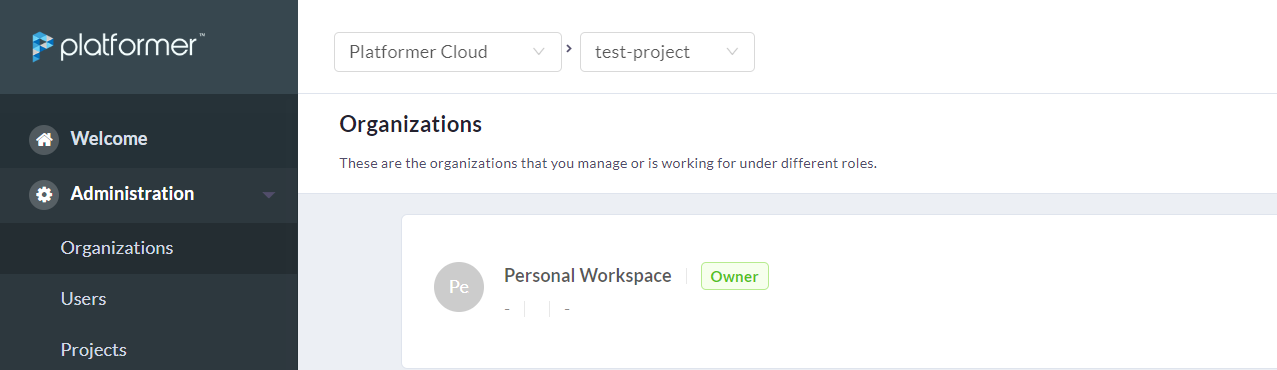 platformer™
Platformer Cloud > test-project
Welcome
Administration
Organizations
Users
Projects
Organizations
These are the organizations that you manage or is working for under different roles.
Pe
Personal Workspace
Owner
- -